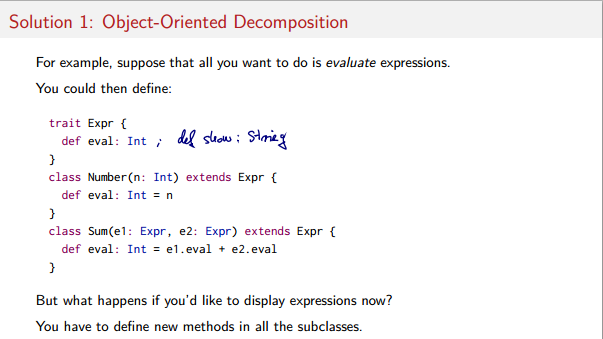 Solution 1: Object-Oriented Decomposition
For example, suppose that all you want to do is evaluate expressions.
You could then define:
trait Expr {
def eval: Int ; def show: String
}
class Number(n: Int) extends Expr {
def eval: Int = n
}
class Sum(e1: Expr, e2: Expr) extends Expr {
def eval: Int = e1.eval + e2.eval
}
But what happens if you'd like to display expressions now?
You have to define new methods in all the subclasses.